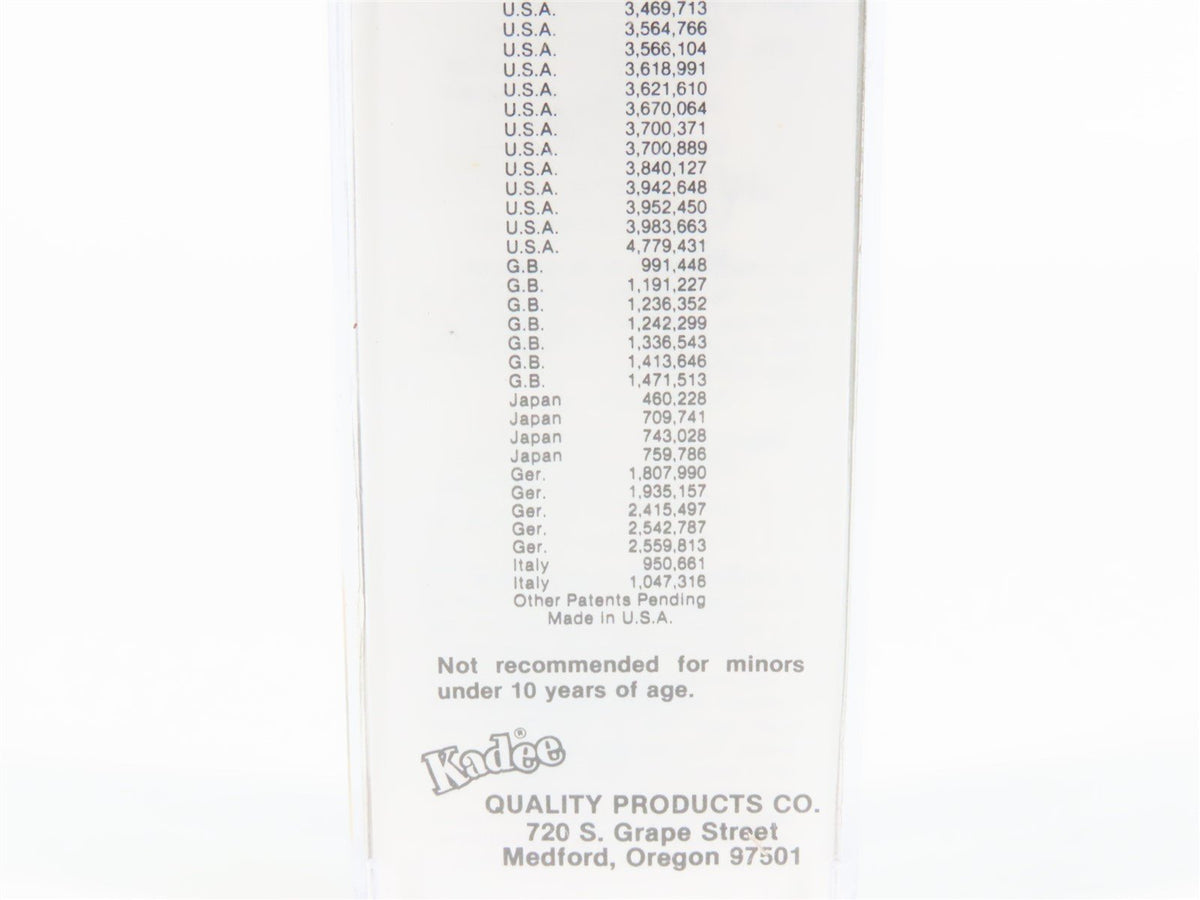 U.S.A. 3,469,713
U.S.A. 3,564,766
U.S.A. 3,566,104
U.S.A. 3,618,991
U.S.A. 3,621,610
U.S.A. 3,670,064
U.S.A. 3,700,371
U.S.A. 3,700,889
U.S.A. 3,840,127
U.S.A. 3,942,648
U.S.A. 3,952,450
U.S.A. 3,983,663
U.S.A. 4,779,431
G.B. 991,448
G.B. 1,191,227
G.B. 1,236,352
G.B. 1,242,299
G.B. 1,336,543
G.B. 1,413,646
G.B. 1,471,513
Japan 460,228
Japan 709,741
Japan 743,028
Japan 759,786
Ger. 1,807,990
Ger. 1,935,157
Ger. 2,415,497
Ger. 2,542,787
Ger. 2,559,813
Italy 950,661
Italy 1,047,316
Other Patents Pending
Made in U.S.A.
Not recommended for minors
under 10 years of age.
Kadee®
QUALITY PRODUCTS CO.
720 S. Grape Street
Medford, Oregon 97501